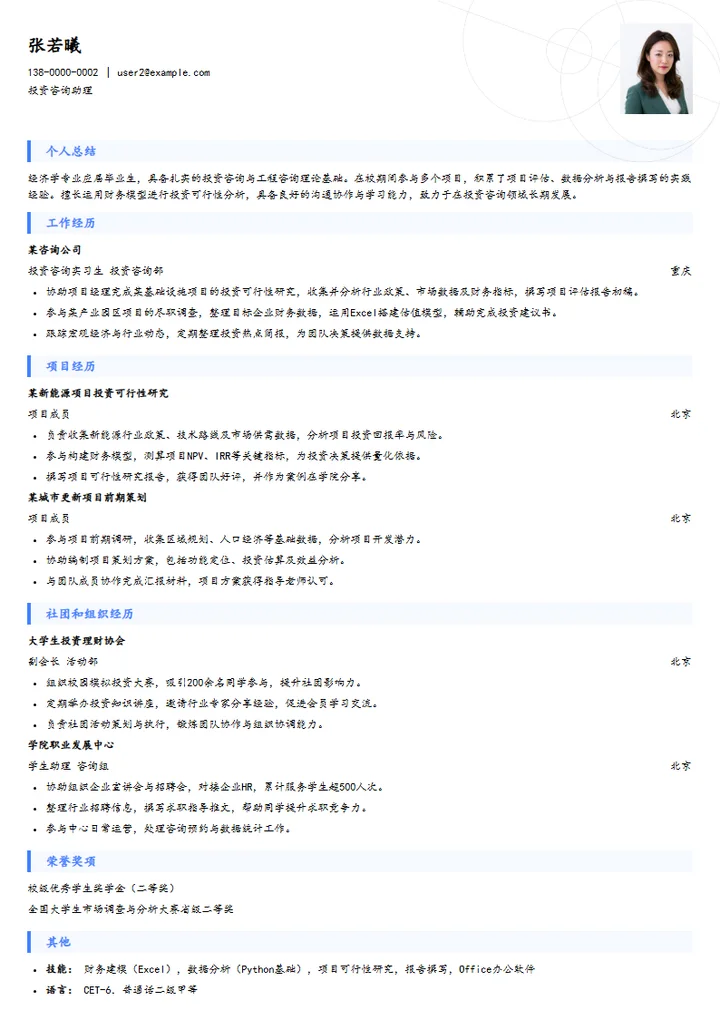 张若曦
138-0000-0002 | user2@example.com
投资咨询助理
个人总结
经济学专业应届毕业生，具备扎实的投资咨询与工程咨询理论基础。在校期间参与多个项目，积累了项目评估、数据分析与报告撰写的实践
经验。擅长运用财务模型进行投资可行性分析，具备良好的沟通协作与学习能力，致力于在投资咨询领域长期发展。
工作经历
某咨询公司
投资咨询实习生 投资咨询部 重庆
• 协助项目经理完成某基础设施项目的投资可行性研究，收集并分析行业政策、市场数据及财务指标，撰写项目评估报告初稿。
• 参与某产业园区项目的尽职调查，整理目标企业财务数据，运用Excel搭建估值模型，辅助完成投资建议书。
• 跟踪宏观经济与行业动态，定期整理投资热点简报，为团队决策提供数据支持。
项目经历
某新能源项目投资可行性研究
项目成员 北京
• 负责收集新能源行业政策、技术路线及市场供需数据，分析项目投资回报率与风险。
• 参与构建财务模型，测算项目NPV、IRR等关键指标，为投资决策提供量化依据。
• 撰写项目可行性研究报告，获得团队好评，并作为案例在学院分享。
某城市更新项目前期策划
项目成员 北京
• 参与项目前期调研，收集区域规划、人口经济等基础数据，分析项目开发潜力。
• 协助编制项目策划方案，包括功能定位、投资估算及效益分析。
• 与团队成员协作完成汇报材料，项目方案获得指导老师认可。
社团和组织经历
大学生投资理财协会
副会长 活动部 北京
• 组织校园模拟投资大赛，吸引200余名同学参与，提升社团影响力。
• 定期举办投资知识讲座，邀请行业专家分享经验，促进会员学习交流。
• 负责社团活动策划与执行，锻炼团队协作与组织协调能力。
学院职业发展中心
学生助理 咨询组 北京
• 协助组织企业宣讲会与招聘会，对接企业HR，累计服务学生超500人次。
• 整理行业招聘信息，撰写求职指导推文，帮助同学提升求职竞争力。
• 参与中心日常运营，处理咨询预约与数据统计工作。
荣誉奖项
校级优秀学生奖学金（二等奖）
全国大学生市场调查与分析大赛省级二等奖
其他
• 技能： 财务建模（Excel），数据分析（Python基础），项目可行性研究，报告撰写，Office办公软件
• 语言： CET-6，普通话二级甲等